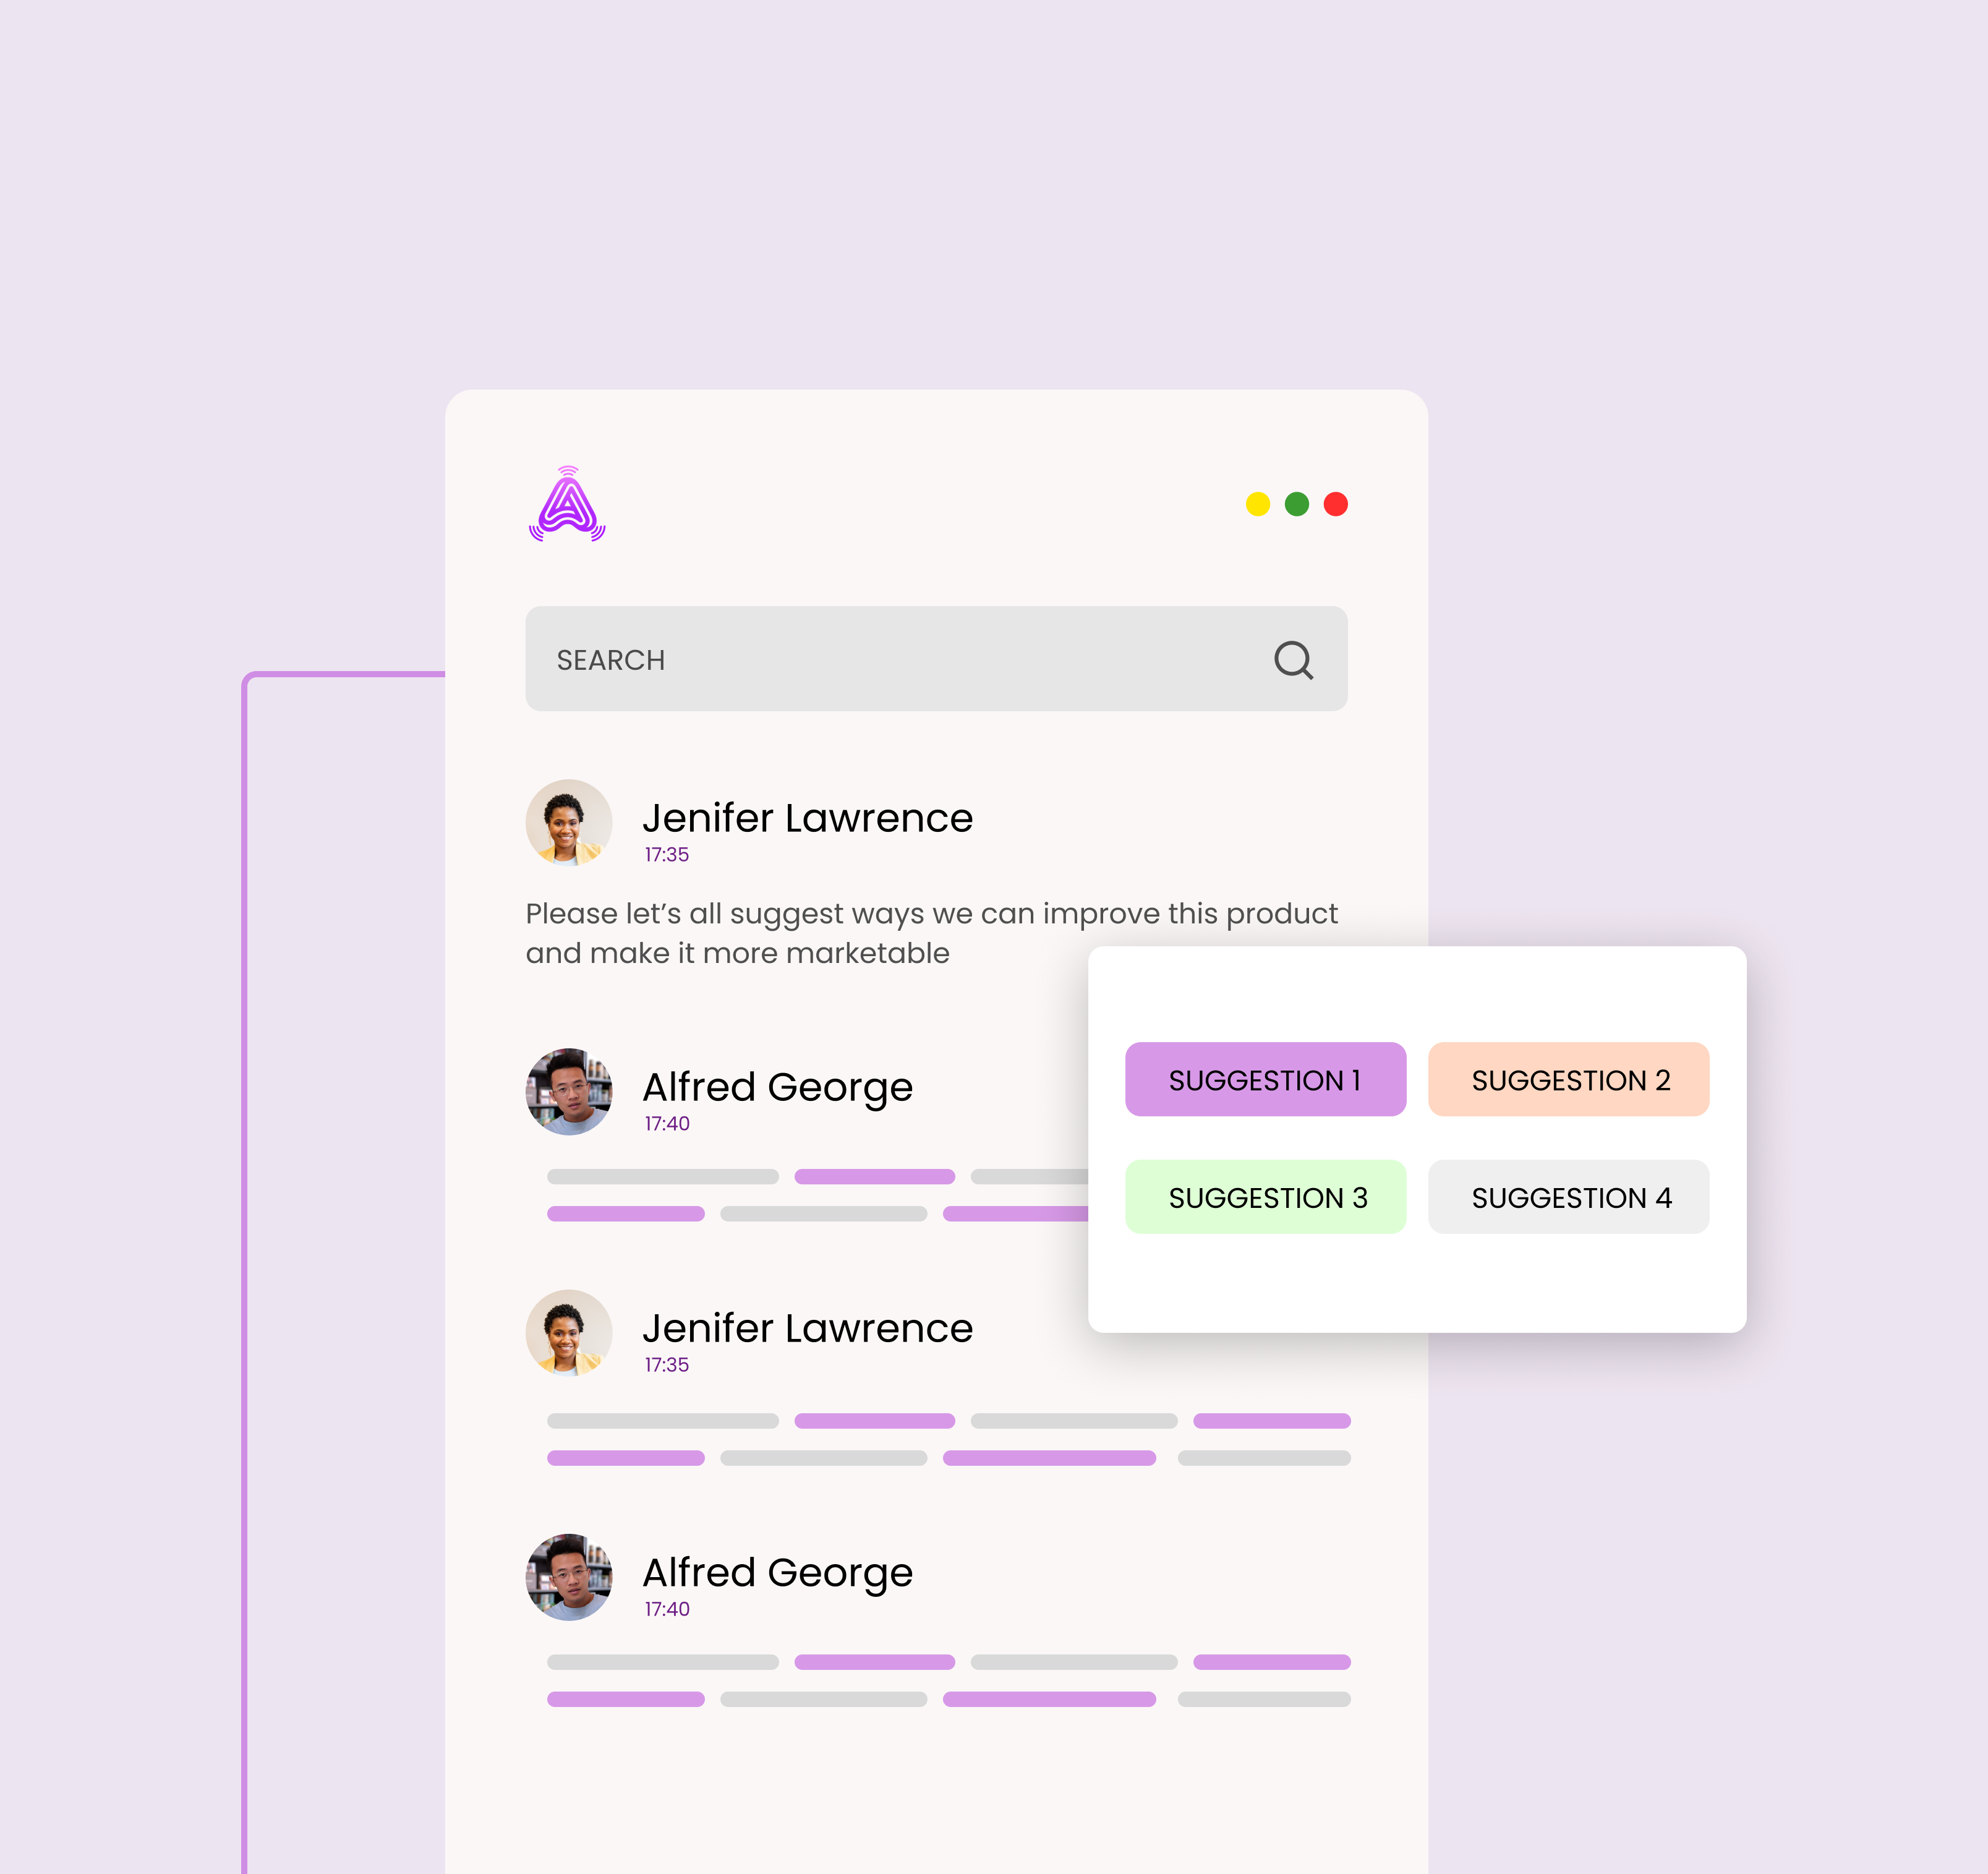 SEARCH
Jenifer Lawrence
17:35
Please let’s all suggest ways we can improve this product
and make it more marketable
Alfred George
17:40
SUGGESTION 1
SUGGESTION 2
SUGGESTION 3
SUGGESTION 4
Jenifer Lawrence
17:35
Alfred George
17:40